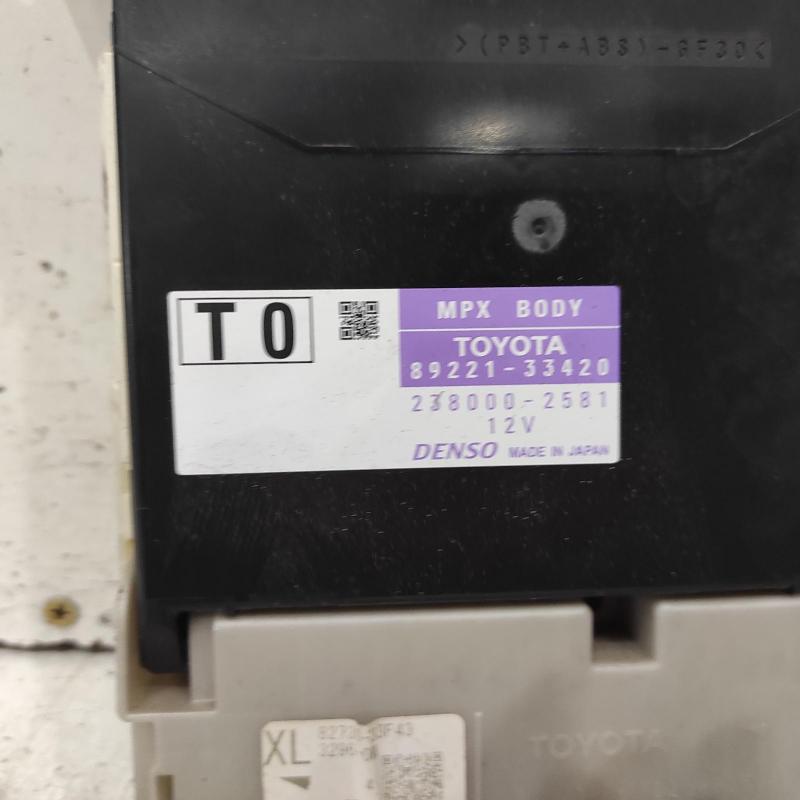 >(PBT+ABS)-GF30<
T0
MPX BODY
TOYOTA
89221-33420
238000-2581
12V
DENSO MADE IN JAPAN
XL
TOYOTA